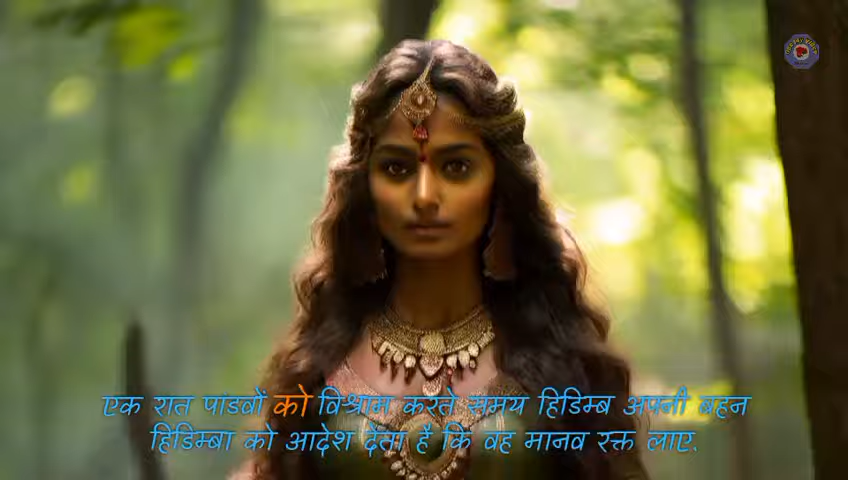 एक रात पांडवों को विश्राम करते समय हिडिम्ब अपनी बहन
हिडिम्बा को आदेश देता है कि वह मानव रक्त लाए.